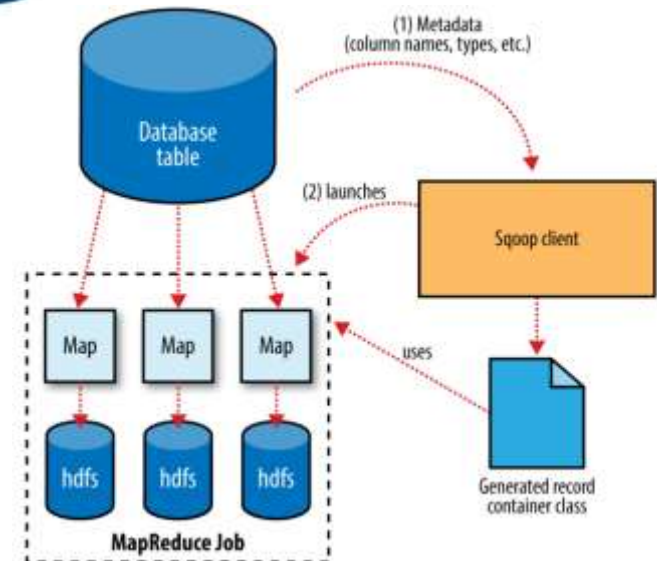 (1) Metadata
(column names, types, etc.)
Database
table
(2) launches
Sqoop client
Map
Map
Map
uses
hdfs
hdfs
hdfs
Generated record
container class
MapReduce Job